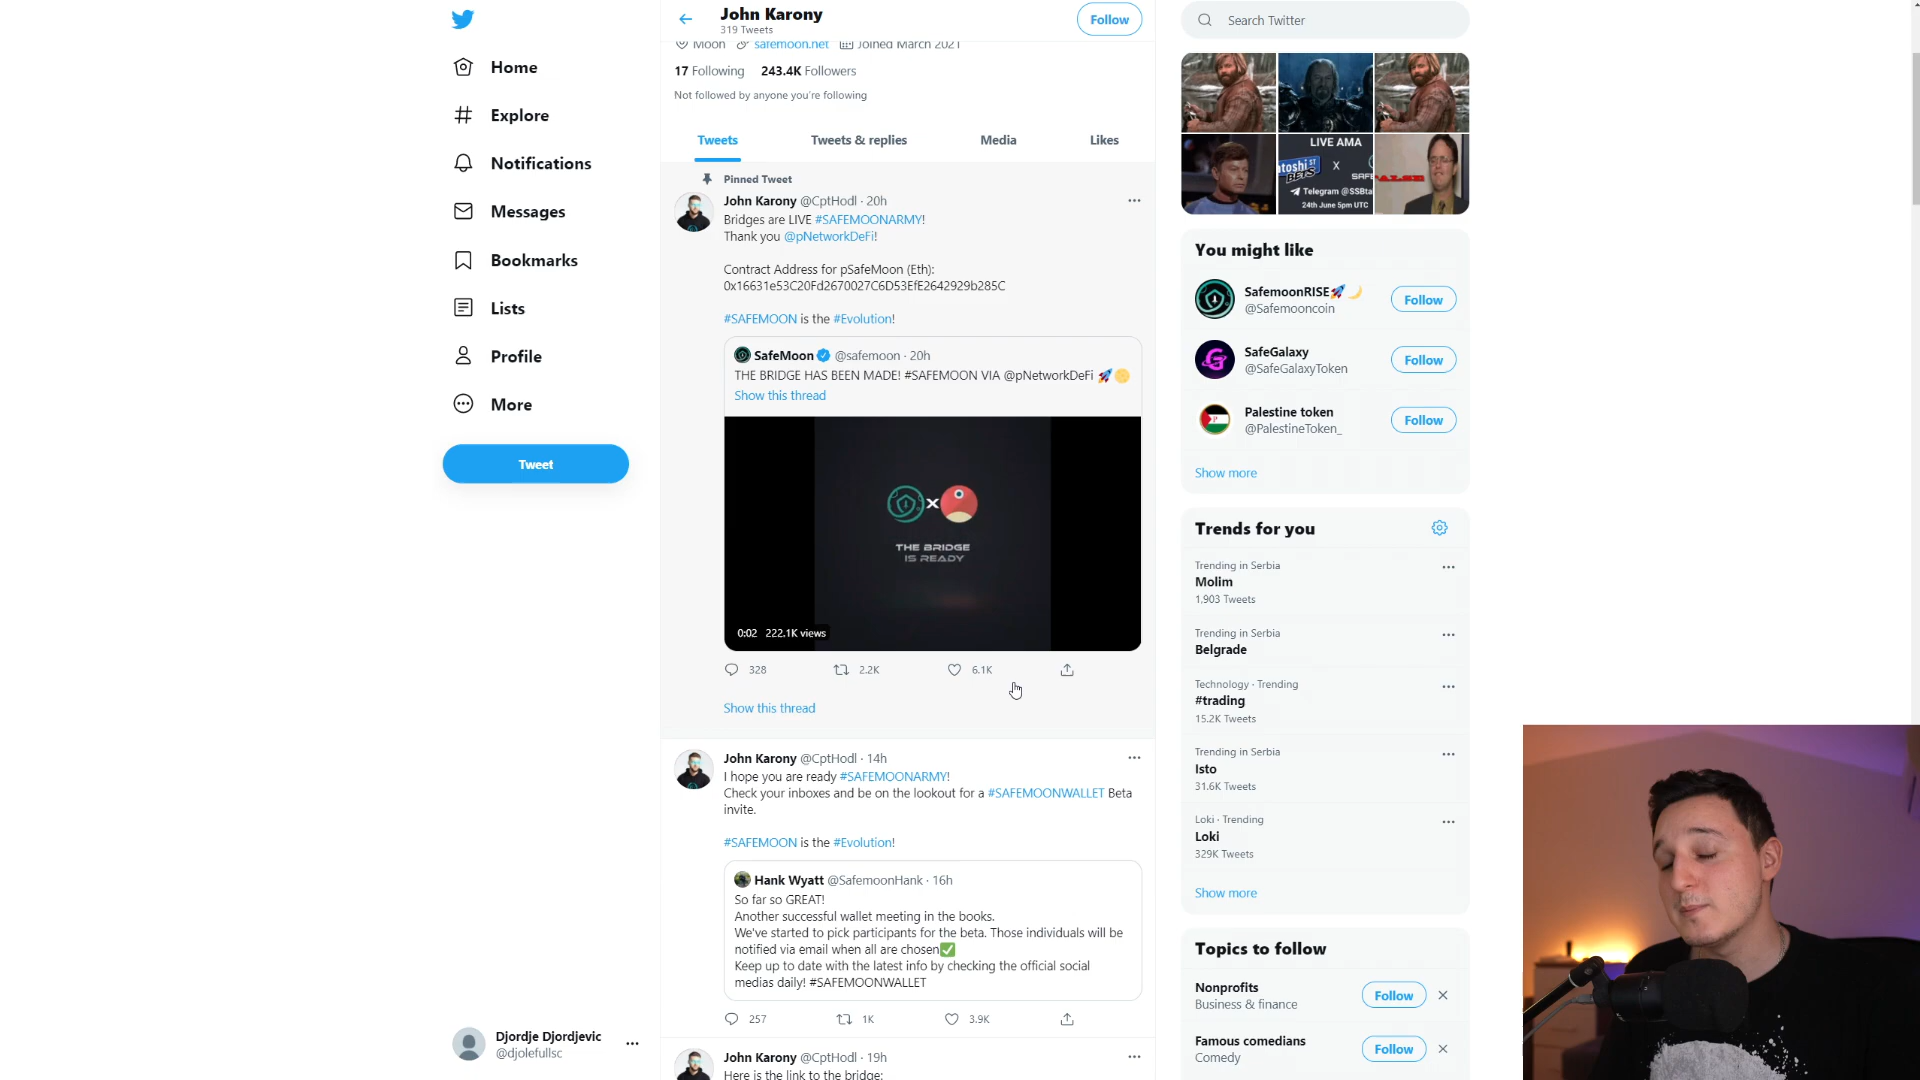 Home
Explore
Notifications
Messages
Bookmarks
Lists
Profile
More
Tweet
Djordje Djordjevic
@djolefullsc
John Karony
319 Tweets
Follow
Moon safemoon.net Joined March 2021
17 Following 243.4K Followers
Not followed by anyone you're following
Tweets Tweets & replies Media Likes
Pinned Tweet
John Karony @CptHodl · 20h
Bridges are LIVE #SAFEMOONARMY!
Thank you @pNetworkDeFi!
Contract Address for pSafeMoon (Eth):
0x16631e53C20Fd2670027C6D53EfE2642929b285C
#SAFEMOON is the #Evolution!
SafeMoon @safemoon · 20h
THE BRIDGE HAS BEEN MADE! #SAFEMOON VIA @pNetworkDeFi
Show this thread
X
THE BRIDGE
IS READY
0:02 222.1K views
328 2.2K 6.1K
Show this thread
John Karony @CptHodl · 14h
I hope you are ready #SAFEMOONARMY!
Check your inboxes and be on the lookout for a #SAFEMOONWALLET Beta
invite.
#SAFEMOON is the #Evolution!
Hank Wyatt @SafemoonHank · 16h
So far so GREAT!
Another successful wallet meeting in the books.
We've started to pick participants for the beta. Those individuals will be
notified via email when all are chosen✅
Keep up to date with the latest info by checking the official social
medias daily! #SAFEMOONWALLET
257 1K 3.9K
John Karony @CptHodl · 19h
Here is the link to the bridge:
Search Twitter
LIVE AMA
X
Telegram @SSBta
24th June 5pm UTC
You might like
SafemoonRISE🚀🌙
@Safemooncoin
Follow
SafeGalaxy
@SafeGalaxyToken
Follow
Palestine token
@PalestineToken_
Follow
Show more
Trends for you
Trending in Serbia
Molim
1,903 Tweets
Trending in Serbia
Belgrade
Technology · Trending
#trading
15.2K Tweets
Trending in Serbia
Isto
31.6K Tweets
Loki · Trending
Loki
329K Tweets
Show more
Topics to follow
Nonprofits
Business & finance
Follow
Famous comedians
Comedy
Follow